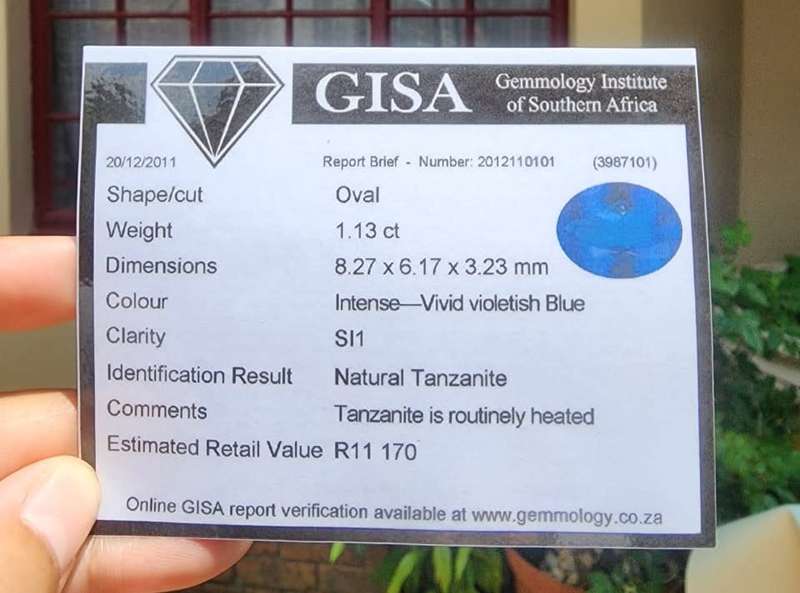 GISA
Gemmology Institute
of Southern Africa
20/12/2011 Report Brief - Number: 2012110101 (3987101)
Shape/cut Oval
Weight 1.13 ct
Dimensions 8.27 x 6.17 x 3.23 mm
Colour Intense—Vivid violetish Blue
Clarity SI1
Identification Result Natural Tanzanite
Comments Tanzanite is routinely heated
Estimated Retail Value R11 170
Online GISA report verification available at www.gemmology.co.za